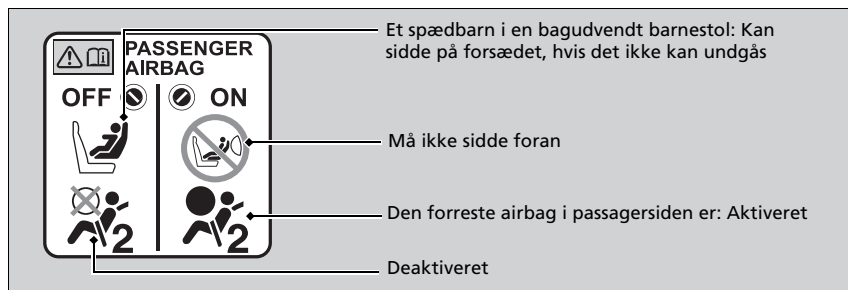 PASSENGER
AIRBAG
OFF ON
2 2
Et spædbarn i en bagudvendt barnestol: Kan
sidde på forsædet, hvis det ikke kan undgås
Må ikke sidde foran
Den forreste airbag i passagersiden er: Aktiveret
Deaktiveret